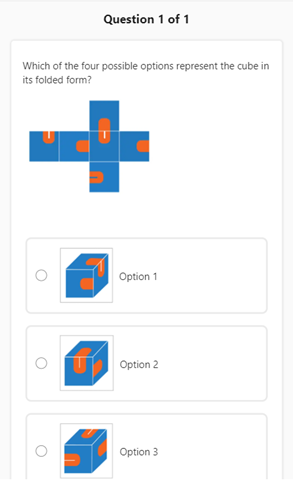 Question 1 of 1
Which of the four possible options represent the cube in
its folded form?
Option 1
Option 2
Option 3